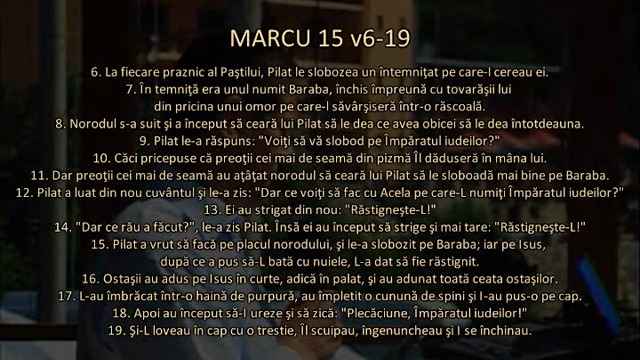 MARCU 15 v6-19
6. La fiecare praznic al Paştilui, Pilat le slobozea un întemniţat pe care-l cereau ei.
7. În temniţă era unul numit Baraba, închis împreună cu tovarăşii lui
din pricina unui omor pe care-l săvârşiseră într-o răscoală.
8. Norodul s-a suit şi a început să ceară lui Pilat să le dea ce avea obicei să le dea întotdeauna.
9. Pilat le-a răspuns: "Voiţi să vă slobod pe Împăratul iudeilor?"
10. Căci pricepuse că preoţii cei mai de seamă din pizmă Îl dăduseră în mâna lui.
11. Dar preoţii cei mai de seamă au aţâţat norodul să ceară lui Pilat să le sloboadă mai bine pe Baraba.
12. Pilat a luat din nou cuvântul şi le-a zis: "Dar ce voiţi să fac cu Acela pe care-L numiţi Împăratul iudeilor?"
13. Ei au strigat din nou: "Răstigneşte-L!"
14. "Dar ce rău a făcut?", le-a zis Pilat. Însă ei au început să strige şi mai tare: "Răstigneşte-L!"
15. Pilat a vrut să facă pe placul norodului, şi le-a slobozit pe Baraba; iar pe Isus,
după ce a pus să-L bată cu nuiele, L-a dat să fie răstignit.
16. Ostaşii au adus pe Isus în curte, adică în palat, şi au adunat toată ceata ostaşilor.
17. L-au îmbrăcat într-o haină de purpură, au împletit o cunună de spini şi I-au pus-o pe cap.
18. Apoi au început să-I ureze şi să zică: "Plecăciune, Împăratul iudeilor!"
19. Şi-L loveau în cap cu o trestie, Îl scuipau, îngenuncheau şi I se închinau.